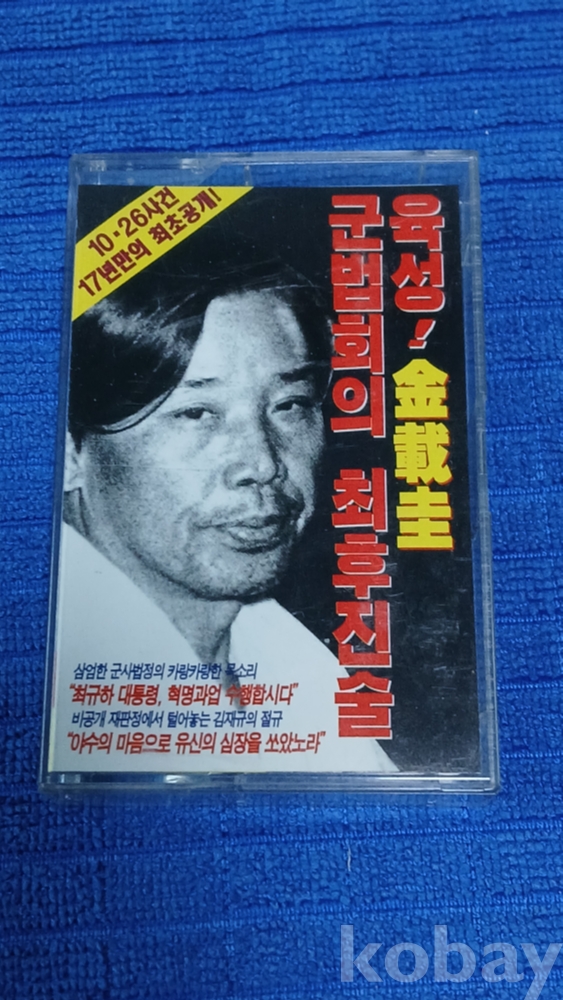 10·26사건
17년만의 최초공개!
육성! 金載圭
군법회의 최후진술
삼엄한 군사법정의 카랑카랑한 목소리
“최규하 대통령, 혁명과업 수행합시다”
비공개 재판정에서 털어놓는 김재규의 절규
“야수의 마음으로 유신의 심장을 쏘았노라”
kobay